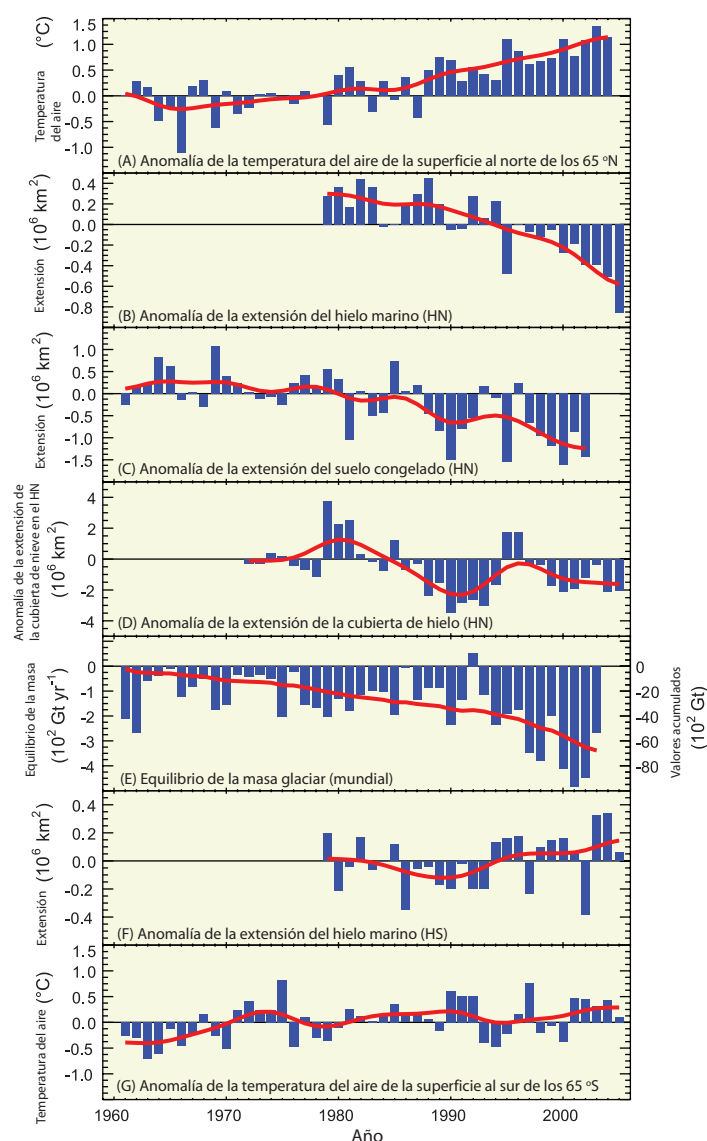 (°C)
1.5
1.0
0.5
0.0
-0.5
-1.0
Temperatura
del aire
(A) Anomalía de la temperatura del aire de la superficie al norte de los 65 ºN
Extensión (10⁶ km²)
0.4
0.2
0.0
-0.2
-0.4
-0.6
-0.8
(B) Anomalía de la extensión del hielo marino (HN)
Extensión (10⁶ km²)
1.0
0.5
0.0
-0.5
-1.0
-1.5
(C) Anomalía de la extensión del suelo congelado (HN)
Anomalía de la extensión de
la cubierta de nieve en el HN
(10⁶ km²)
4
2
0
-2
-4
(D) Anomalía de la extensión de la cubierta de hielo (HN)
Equilibrio de la masa
(10² Gt yr⁻¹)
0
-1
-2
-3
-4
0
-20
-40
-60
-80
Valores acumulados
(10² Gt)
(E) Equilibrio de la masa glaciar (mundial)
Extensión (10⁶ km²)
0.4
0.2
0.0
-0.2
-0.4
(F) Anomalía de la extensión del hielo marino (HS)
Temperatura del aire (°C)
1.5
1.0
0.5
0.0
-0.5
-1.0
(G) Anomalía de la temperatura del aire de la superficie al sur de los 65 ºS
1960 1970 1980 1990 2000
Año